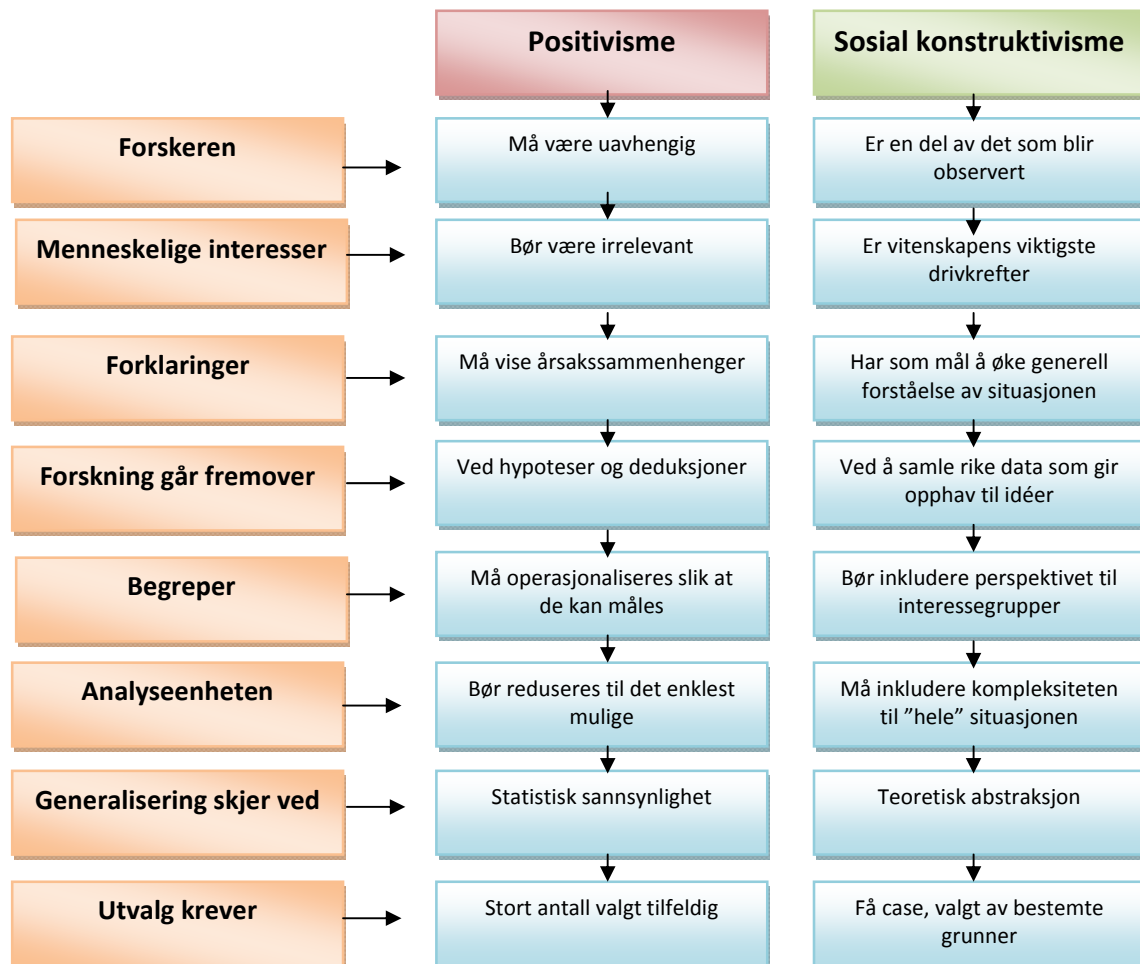 Positivisme
Sosial konstruktivisme
Forskeren
Må være uavhengig
Er en del av det som blir
observert
Menneskelige interesser
Bør være irrelevant
Er vitenskapens viktigste
drivkrefter
Forklaringer
Må vise årsakssammenhenger
Har som mål å øke generell
forståelse av situasjonen
Forskning går fremover
Ved hypoteser og deduksjoner
Ved å samle rike data som gir
opphav til idéer
Begreper
Må operasjonaliseres slik at
de kan måles
Bør inkludere perspektivet til
interessegrupper
Analyseenheten
Bør reduseres til det enklest
mulige
Må inkludere kompleksiteten
til ”hele” situasjonen
Generalisering skjer ved
Statistisk sannsynlighet
Teoretisk abstraksjon
Utvalg krever
Stort antall valgt tilfeldig
Få case, valgt av bestemte
grunner